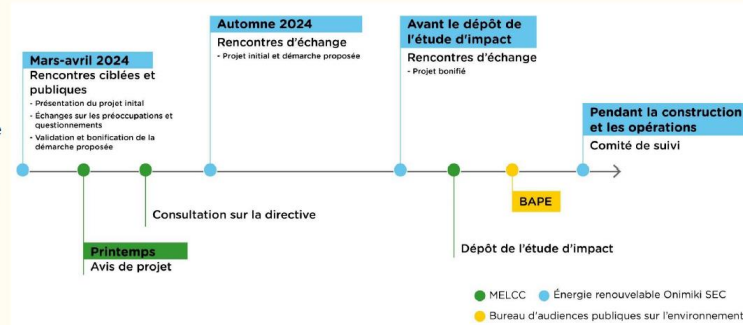 Mars-avril 2024
Rencontres ciblées et
publiques
- Présentation du projet inital
- Échanges sur les préoccupations et
questionnements
- Validation et bonification de la
démarche proposée
Automne 2024
Rencontres d'échange
- Projet initial et démarche proposée
Avant le dépôt de
l'étude d'impact
Rencontres d'échange
- Projet bonifié
Pendant la construction
et les opérations
Comité de suivi
Printemps
Avis de projet
Consultation sur la directive
Dépôt de l'étude d'impact
BAPE
MELCC
Énergie renouvelable Onimiki SEC
Bureau d'audiences publiques sur l'environnement